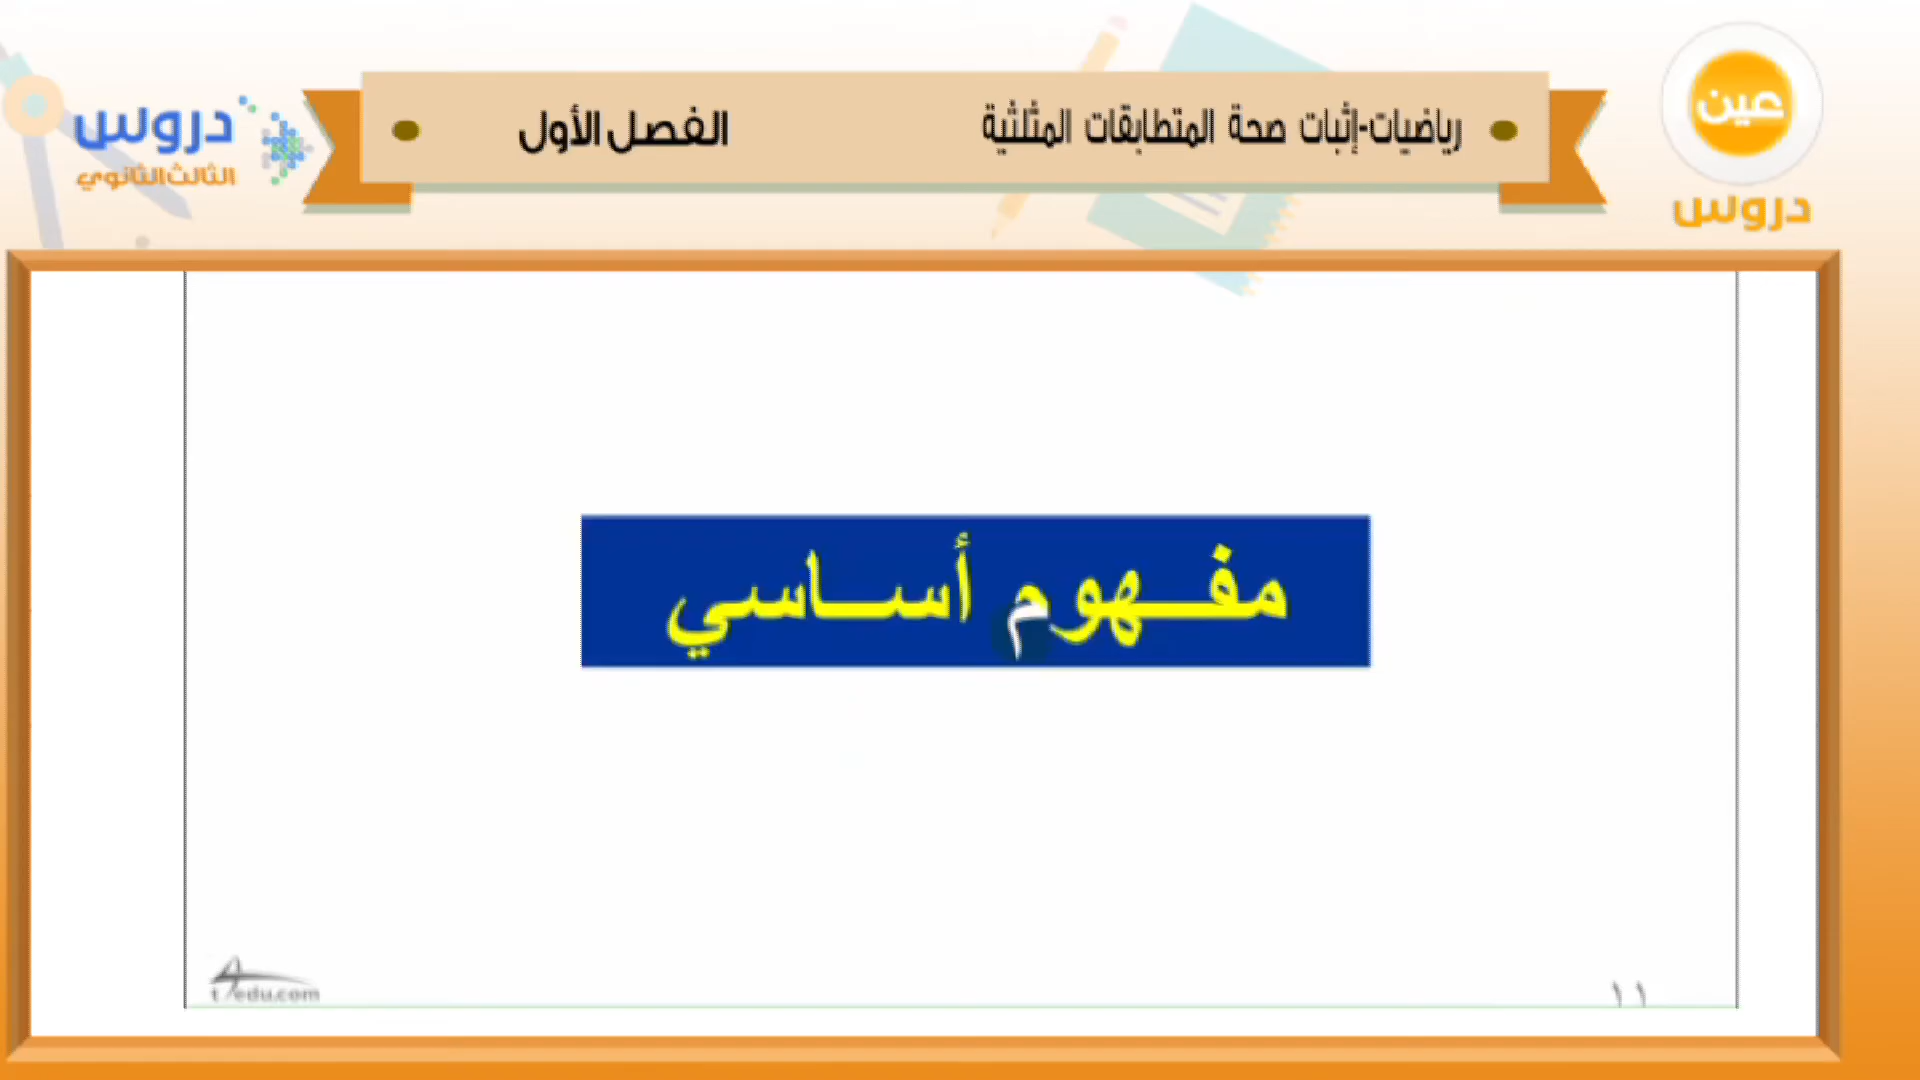 عين
دروس
رياضيات-إثبات صحة المتطابقات المثلثية
الفصل الأول
دروس
الثالث الثانوي
مفهوم أساسي
t4edu.com
١١